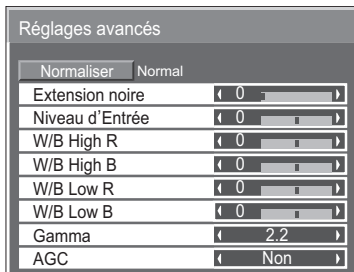 Réglages avancés
Normaliser Normal
Extension noire 0
Niveau d'Entrée 0
W/B High R 0
W/B High B 0
W/B Low R 0
W/B Low B 0
Gamma 2.2
AGC Non